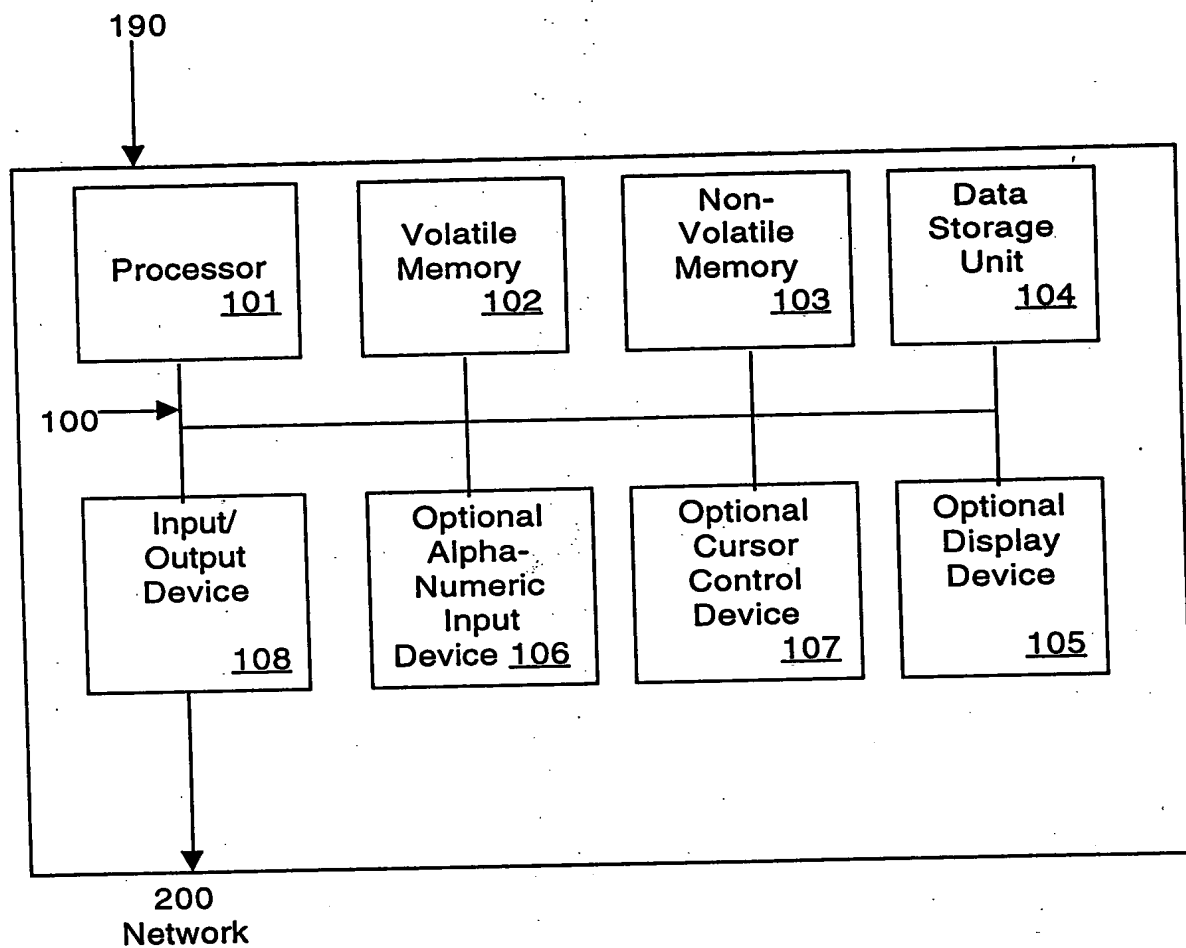 190
Processor
101
Volatile
Memory
102
Non-
Volatile
Memory
103
Data
Storage
Unit
104
100
Input/
Output
Device
108
Optional
Alpha-
Numeric
Input
Device 106
Optional
Cursor
Control
Device
107
Optional
Display
Device
105
200
Network